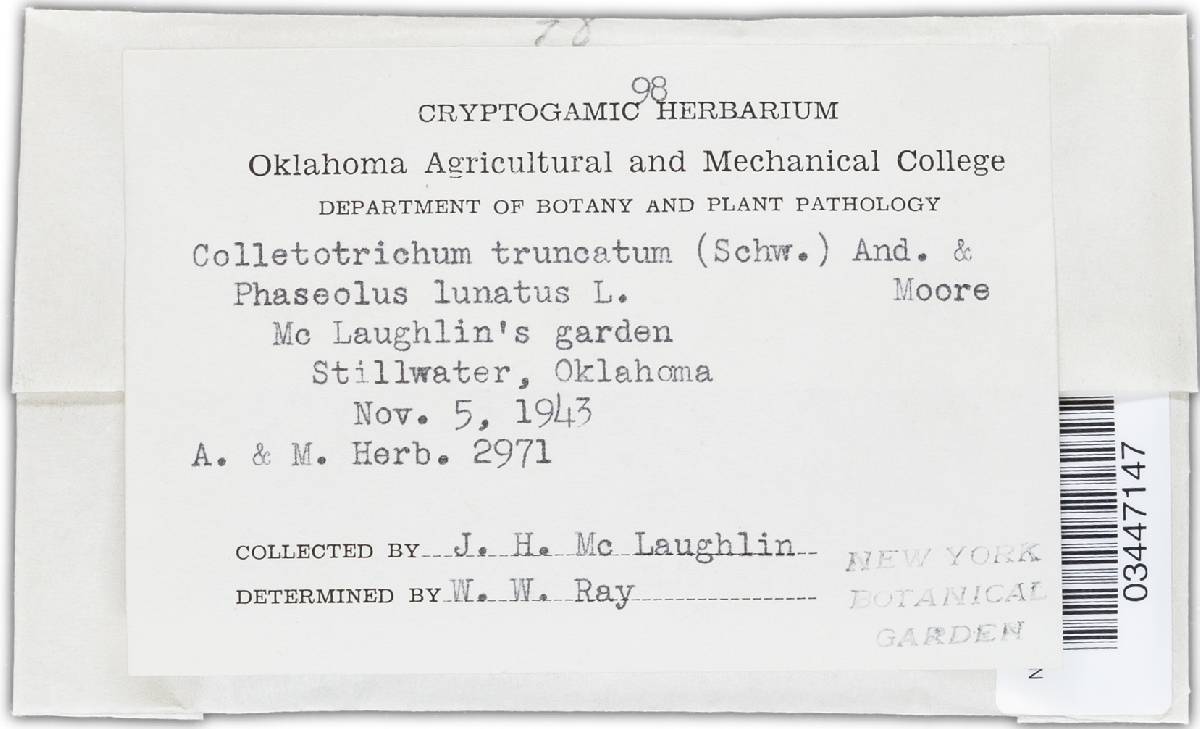 98
CRYPTOGAMIC HERBARIUM
Oklahoma Agricultural and Mechanical College
DEPARTMENT OF BOTANY AND PLANT PATHOLOGY
Colletotrichum truncatum (Schw.) And. &
Moore
Phaseolus lunatus L.
Mc Laughlin's garden
Stillwater, Oklahoma
Nov. 5, 1943
A. & M. Herb. 2971
COLLECTED BY J. H. Mc Laughlin
DETERMINED BY W. W. Ray
NEW YORK
BOTANICAL
GARDEN
03447147